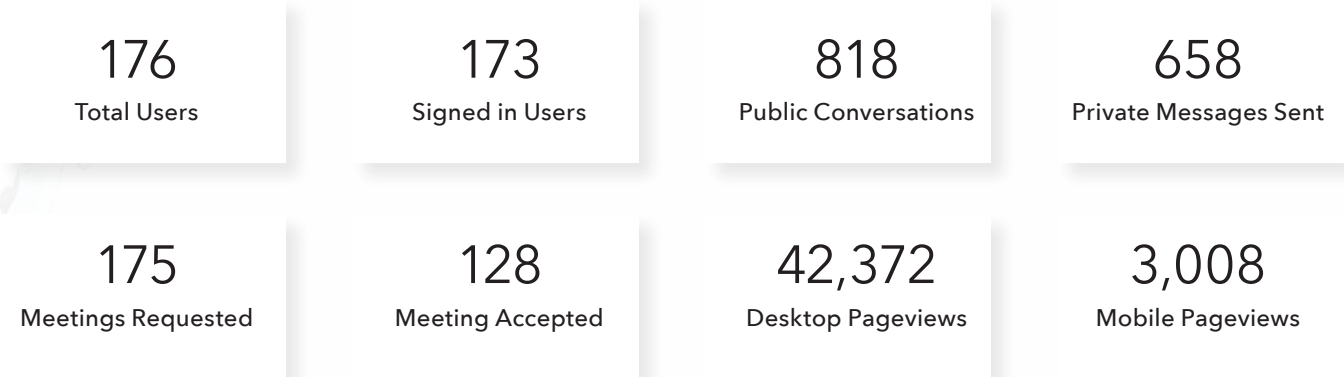 176
Total Users
173
Signed in Users
818
Public Conversations
658
Private Messages Sent
175
Meetings Requested
128
Meeting Accepted
42,372
Desktop Pageviews
3,008
Mobile Pageviews